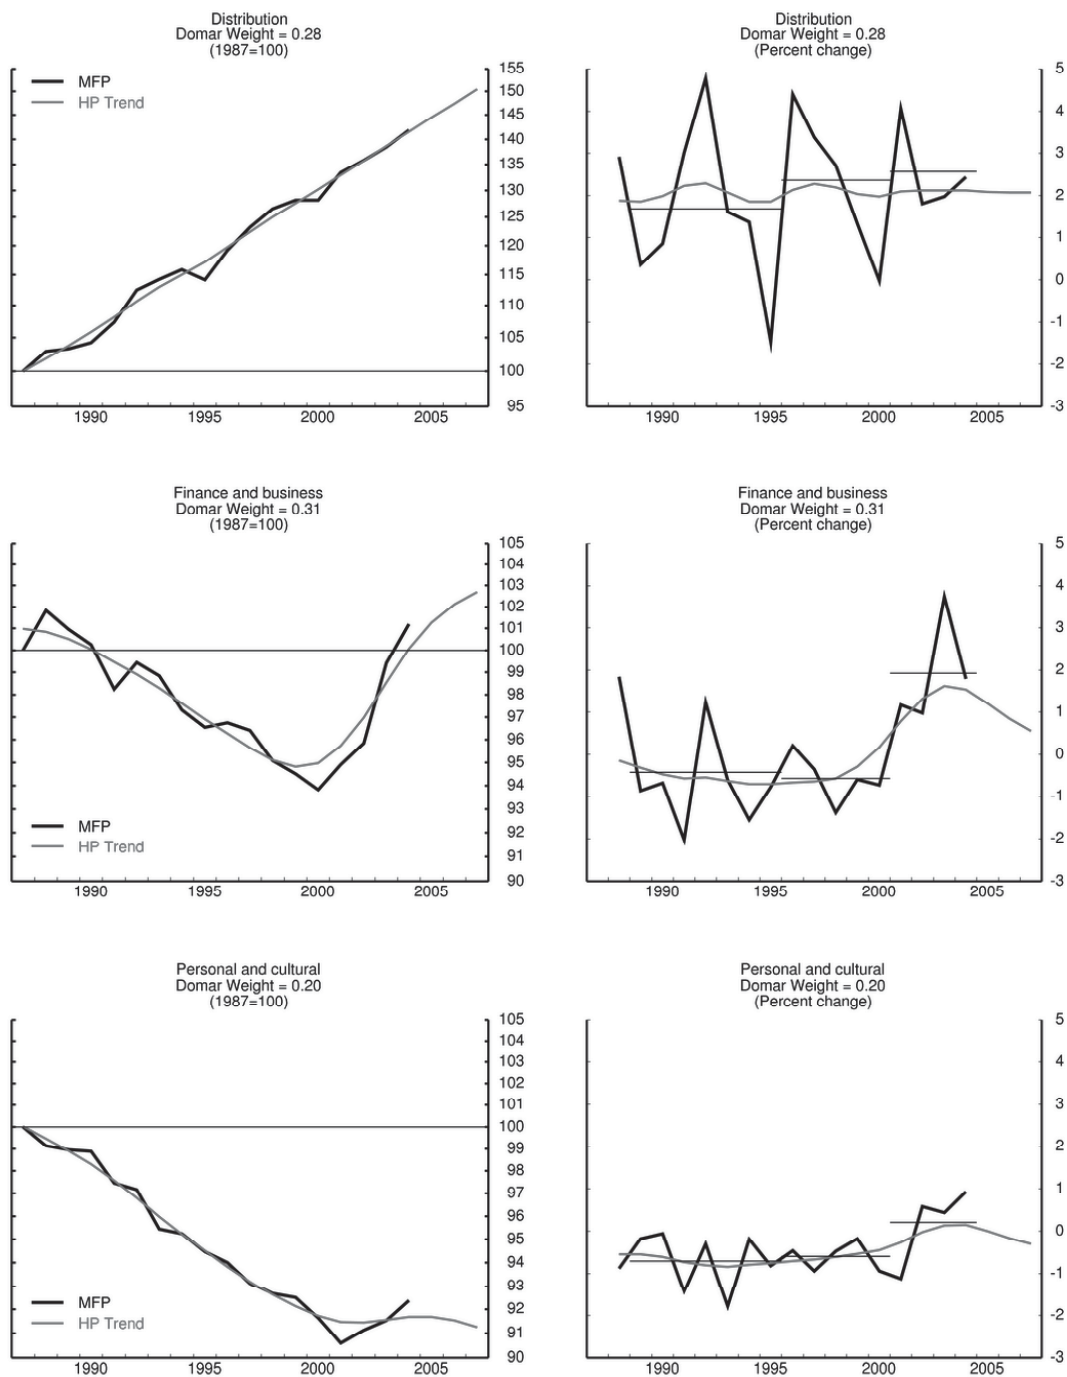 Distribution
Domar Weight = 0.28
(1987=100)
MFP
HP Trend
155
150
145
140
135
130
125
120
115
110
105
100
95
1990 1995 2000 2005
Distribution
Domar Weight = 0.28
(Percent change)
5
4
3
2
1
0
-1
-2
-3
1990 1995 2000 2005
Finance and business
Domar Weight = 0.31
(1987=100)
105
104
103
102
101
100
99
98
97
96
95
94
93
92
91
90
MFP
HP Trend
1990 1995 2000 2005
Finance and business
Domar Weight = 0.31
(Percent change)
5
4
3
2
1
0
-1
-2
-3
1990 1995 2000 2005
Personal and cultural
Domar Weight = 0.20
(1987=100)
105
104
103
102
101
100
99
98
97
96
95
94
93
92
91
90
MFP
HP Trend
1990 1995 2000 2005
Personal and cultural
Domar Weight = 0.20
(Percent change)
5
4
3
2
1
0
-1
-2
-3
1990 1995 2000 2005